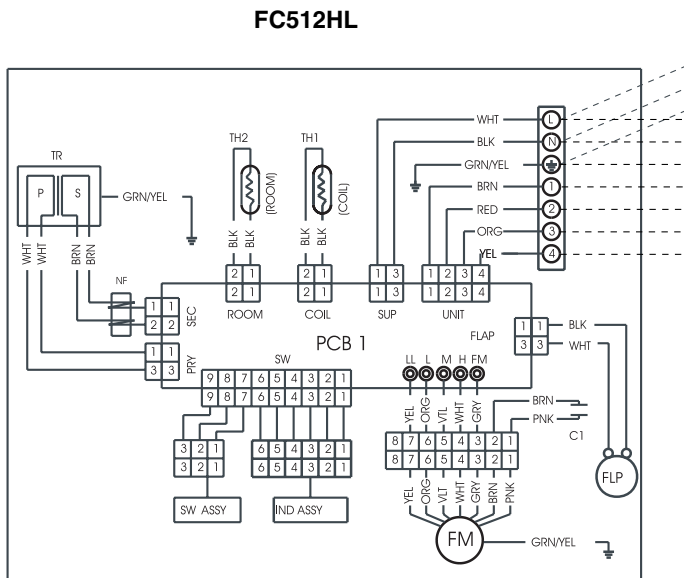 FC512HL
WHT
L
BLK
N
GRN/YEL
BRN
1
RED
2
ORG
3
YEL
4
TH2
TH1
(ROOM)
(COIL)
BLK
BLK
BLK
BLK
TR
P
S
GRN/YEL
WHT
WHT
BRN
BRN
NF
2 1
2 1
ROOM
2 1
2 1
COIL
1 3
1 3
SUP
1 2 3 4
1 2 3 4
UNIT
1 1
2 2
SEC
1 1
3 3
PRY
PCB 1
FLAP
1 1
3 3
BLK
WHT
SW
9 8 7 6 5 4 3 2 1
9 8 7 6 5 4 3 2 1
LL L M H FM
YEL
ORG
VTL
WHT
GRY
BRN
PNK
C1
3 2 1
3 2 1
6 5 4 3 2 1
6 5 4 3 2 1
SW ASSY
IND ASSY
8 7 6 5 4 3 2 1
8 7 6 5 4 3 2 1
YEL
ORG
VLT
WHT
GRY
BRN
PNK
FM
GRN/YEL
FLP